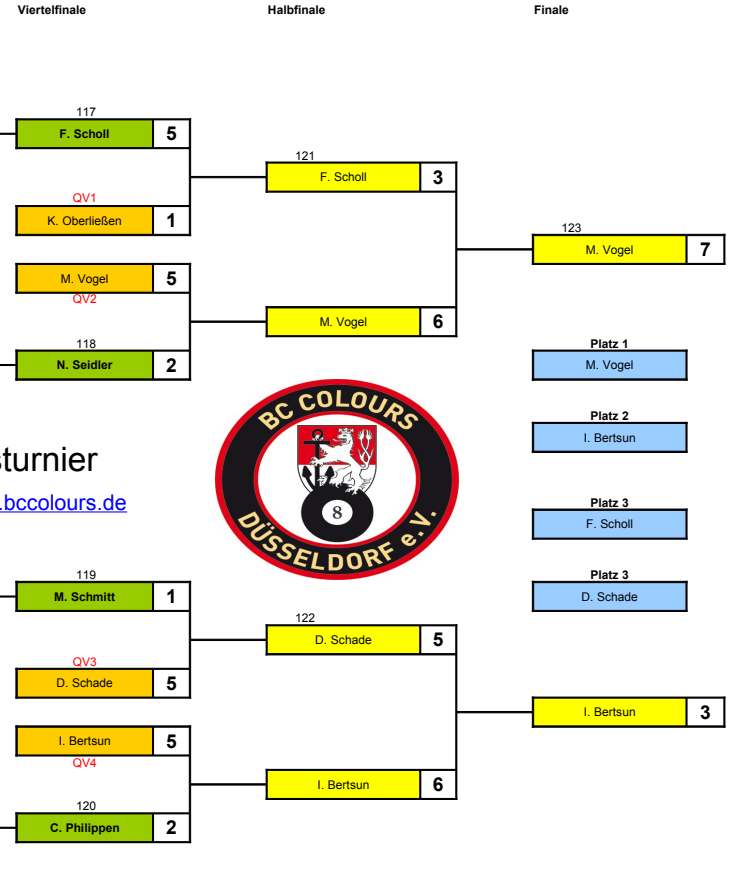 Viertelfinale Halbfinale Finale
117
F. Scholl 5
121
F. Scholl 3
QV1
K. Oberließen 1
123
M. Vogel 7
M. Vogel 5
QV2
M. Vogel 6
118
N. Seidler 2
Platz 1
M. Vogel
BC COLOURS
8
DÜSSELDORF e.V.
Platz 2
I. Bertsun
sturnier
.bccolours.de
Platz 3
F. Scholl
119
M. Schmitt 1
Platz 3
D. Schade
122
D. Schade 5
QV3
D. Schade 5
I. Bertsun 3
I. Bertsun 5
QV4
I. Bertsun 6
120
C. Philippen 2